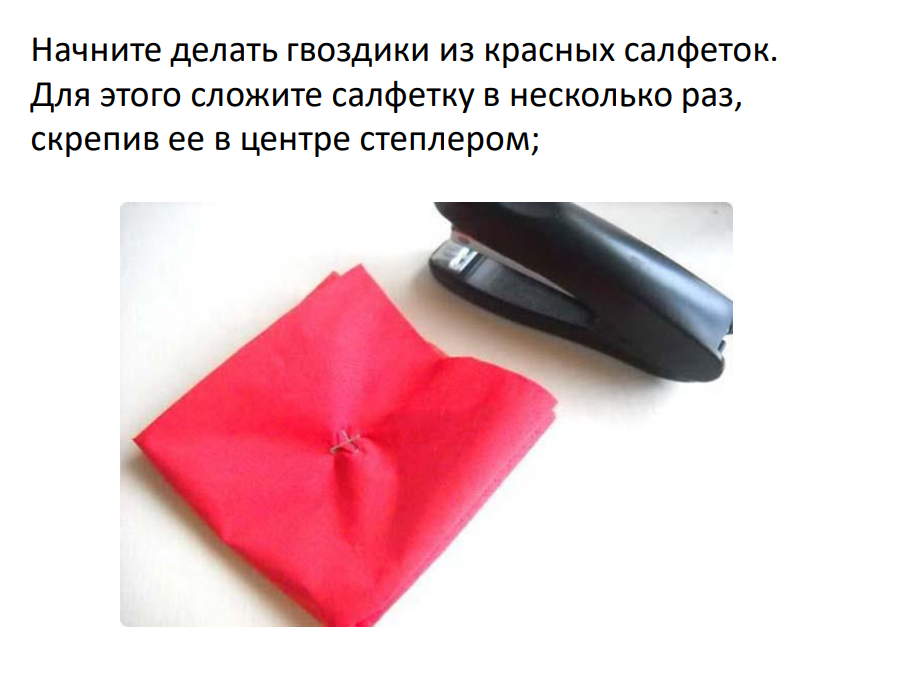 Начните делать гвоздики из красных салфеток.
Для этого сложите салфетку в несколько раз,
скрепив ее в центре степлером;